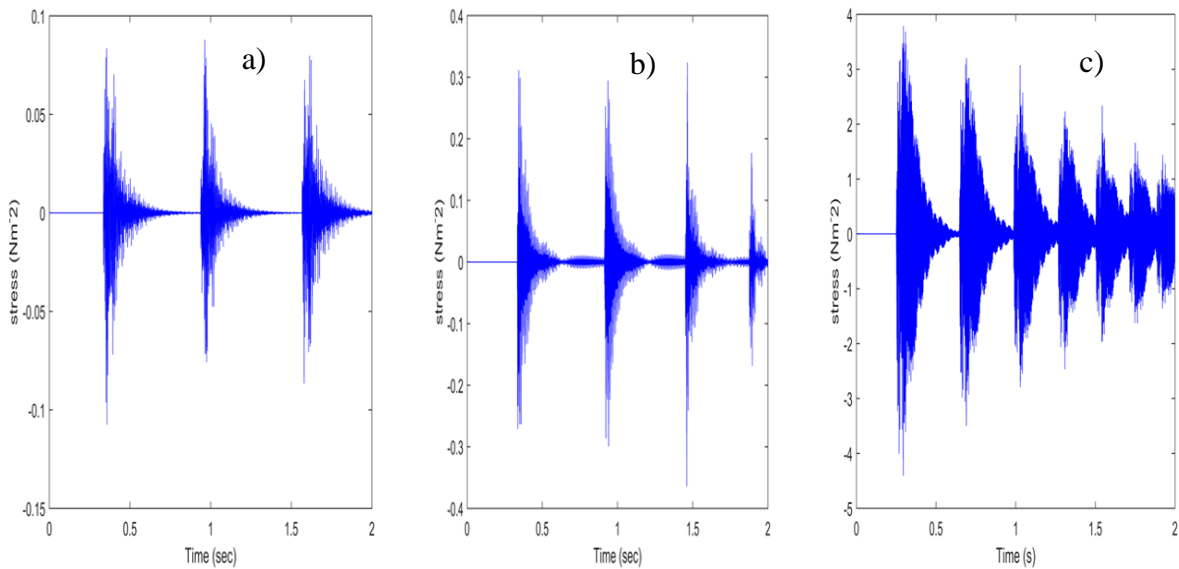 a)
0.1
0.05
0
-0.05
-0.1
-0.15
stress (Nm^-2)
0 0.5 1 1.5 2
Time (sec)
b)
0.4
0.3
0.2
0.1
0
-0.1
-0.2
-0.3
-0.4
stress (Nm^-2)
0 0.5 1 1.5 2
Time (sec)
c)
4
3
2
1
0
-1
-2
-3
-4
-5
stress (Nm^-2)
0 0.5 1 1.5 2
Time (s)